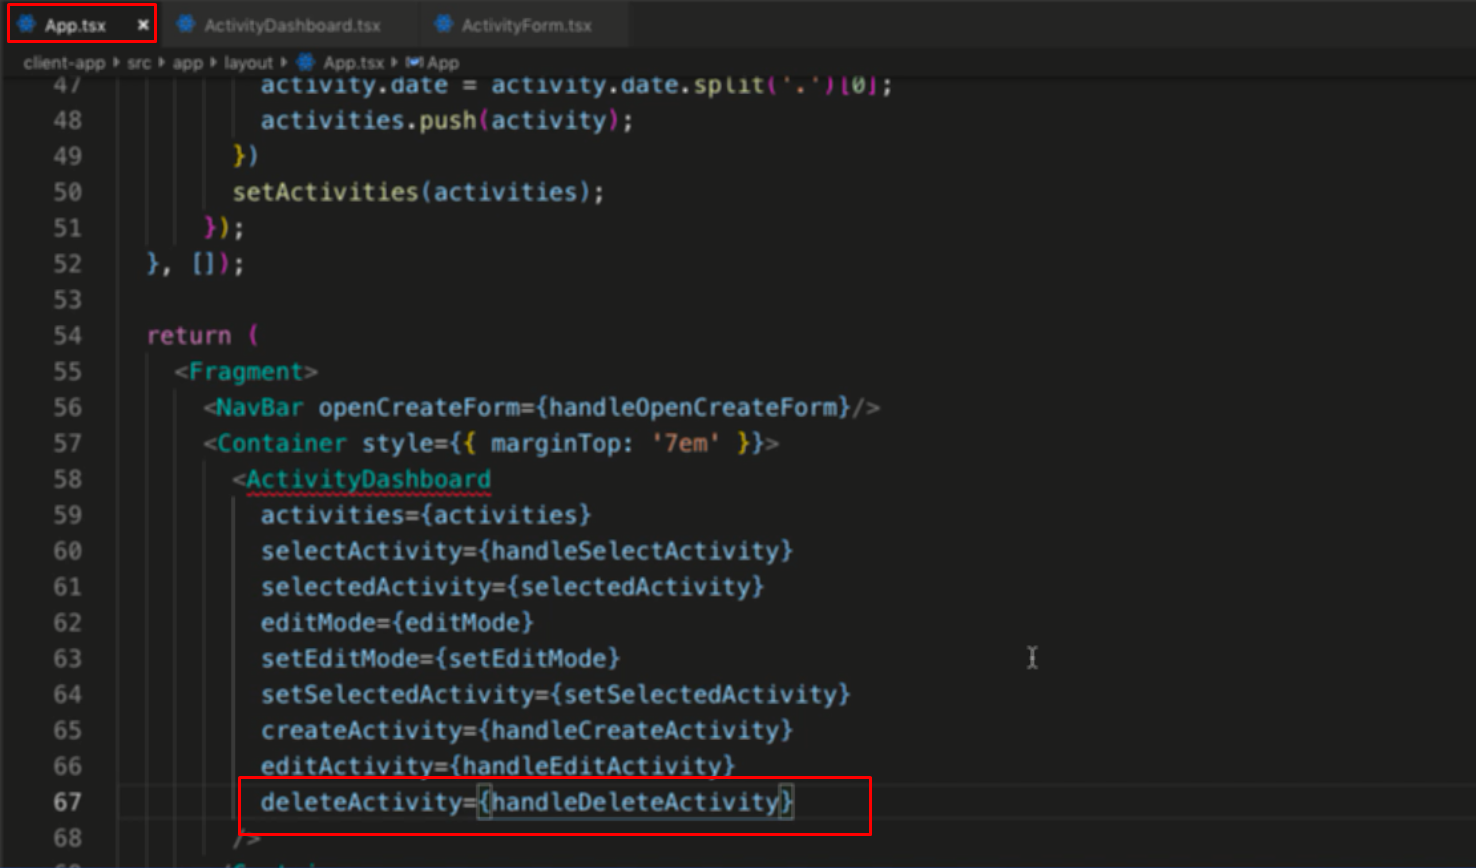 App.tsx × ActivityDashboard.tsx ActivityForm.tsx
client-app src app layout App.tsx App
47 activity.date = activity.date.split('.')[0];
48 activities.push(activity);
49 })
50 setActivities(activities);
51 });
52 }, []);
53
54 return (
55 <Fragment>
56 <NavBar openCreateForm={handleOpenCreateForm}/>
57 <Container style={{ marginTop: '7em' }}>
58 <ActivityDashboard
59 activities={activities}
60 selectActivity={handleSelectActivity}
61 selectedActivity={selectedActivity}
62 editMode={editMode}
63 setEditMode={setEditMode}
64 setSelectedActivity={setSelectedActivity}
65 createActivity={handleCreateActivity}
66 editActivity={handleEditActivity}
67 deleteActivity={handleDeleteActivity}
68 />